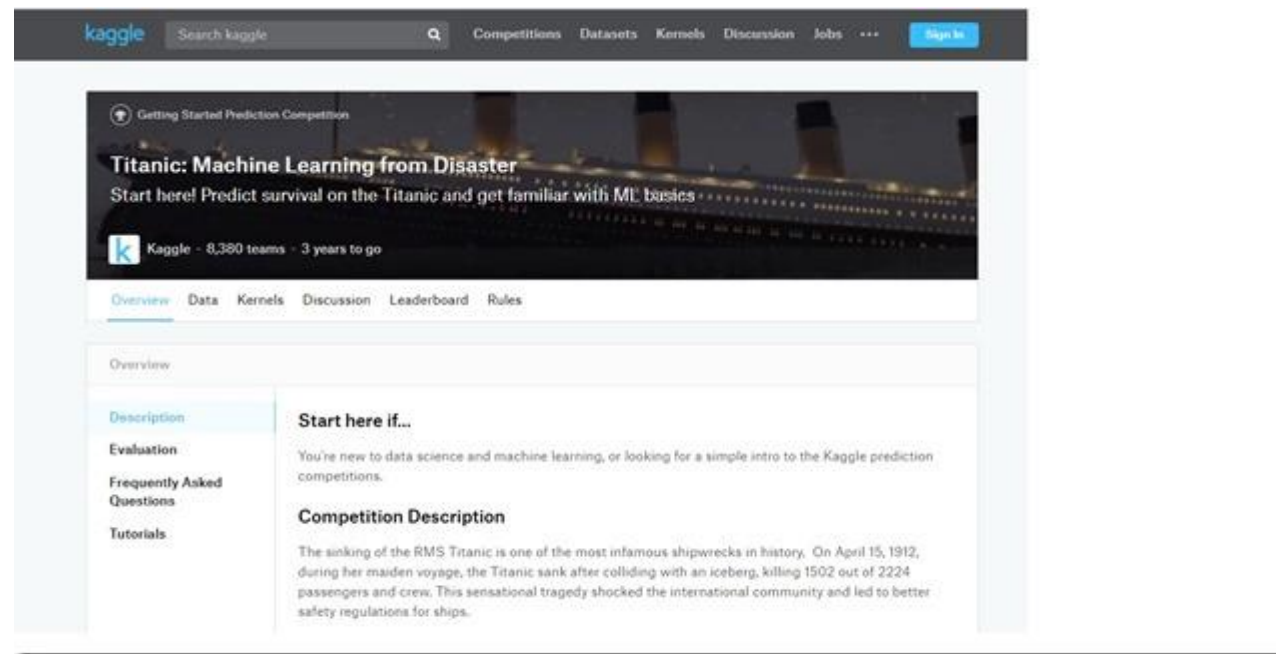 kaggle Search kaggle Competitions Datasets Kernels Discussion Jobs ••• Sign In
Getting Started Prediction Competition
Titanic: Machine Learning from Disaster
Start here! Predict survival on the Titanic and get familiar with ML basics
k Kaggle - 8,380 teams - 3 years to go
Overview Data Kernels Discussion Leaderboard Rules
Overview
Description
Evaluation
Frequently Asked
Questions
Tutorials
Start here if...
You're new to data science and machine learning, or looking for a simple intro to the Kaggle prediction
competitions.
Competition Description
The sinking of the RMS Titanic is one of the most infamous shipwrecks in history. On April 15, 1912,
during her maiden voyage, the Titanic sank after colliding with an iceberg, killing 1502 out of 2224
passengers and crew. This sensational tragedy shocked the international community and led to better
safety regulations for ships.